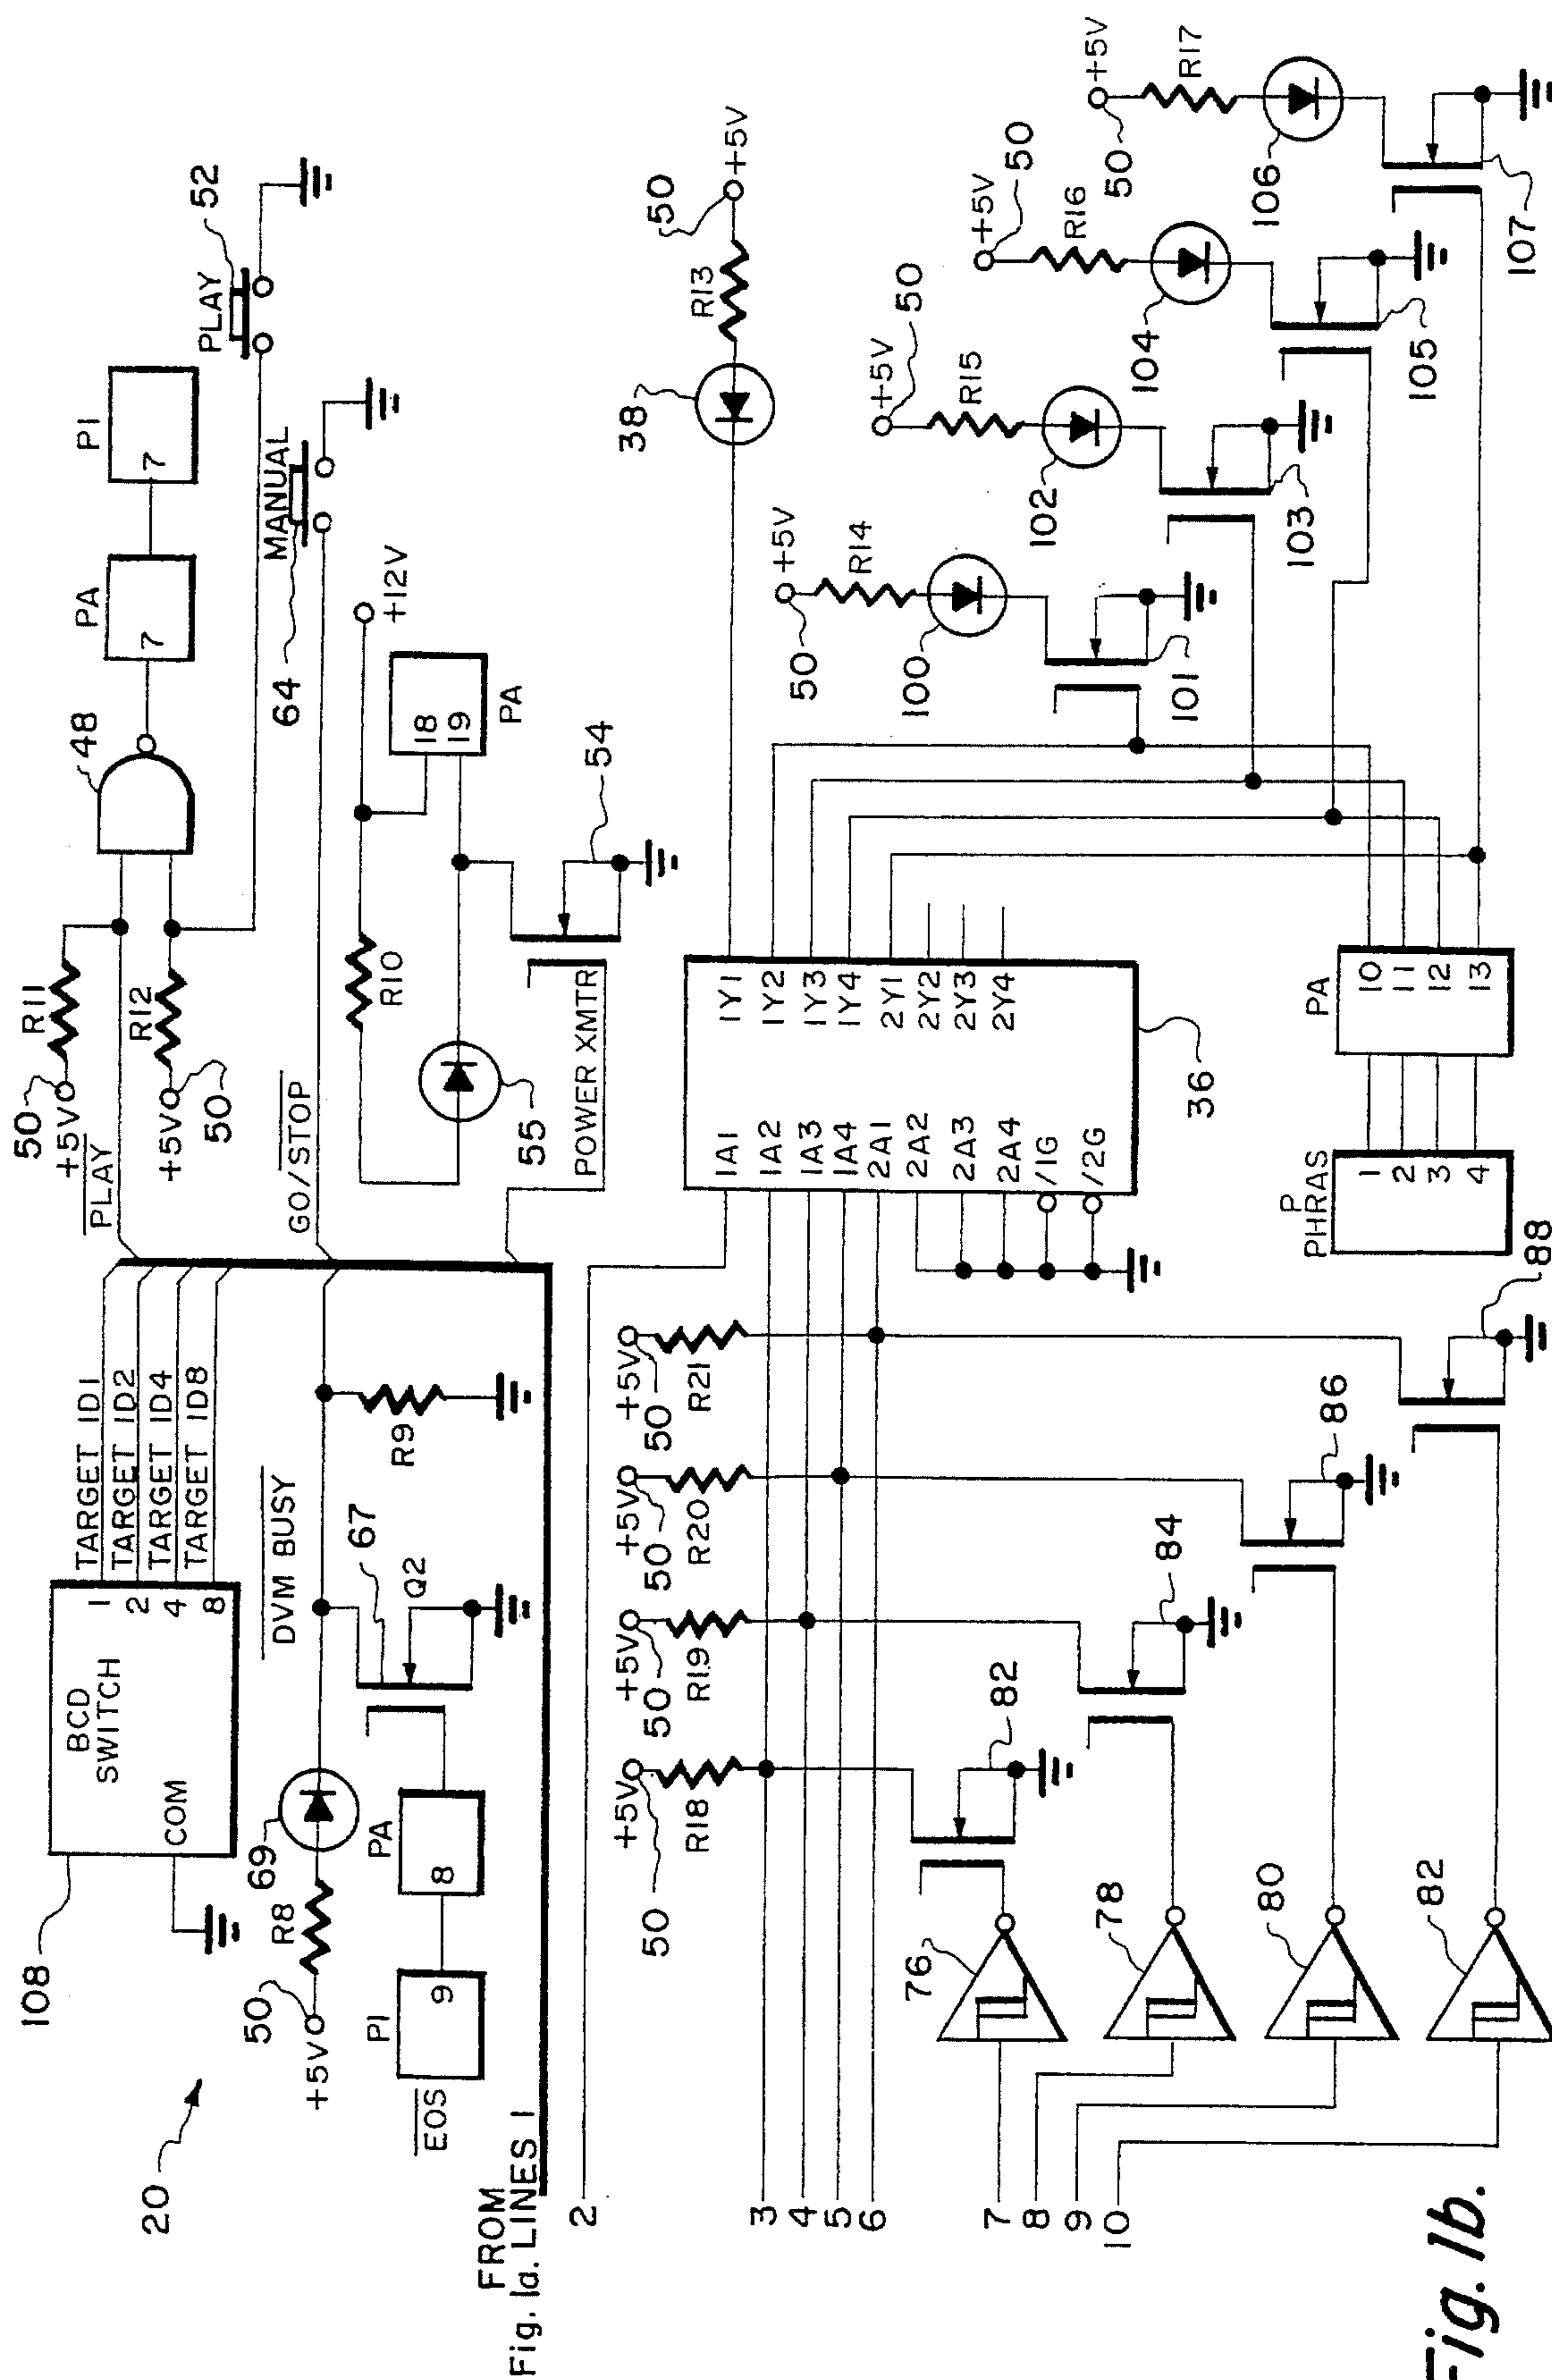 20
108
BCD
SWITCH
COM
1
2
4
8
TARGET ID1
TARGET ID2
TARGET ID4
TARGET ID8
50
+5V
R8
69
DVM BUSY
67
Q2
R9
EOS
P1
9
PA
8
FROM
Fig. 1a. LINES 1
PLAY
GO/STOP
50
+5V
R11
+5V
50
R12
48
PA
7
P1
7
PLAY
52
MANUAL
64
+12V
R10
55
POWER XMTR
18
19
PA
54
2
3
4
5
6
7
8
9
10
+5V
50
R18
+5V
50
R19
+5V
50
R20
+5V
50
R21
76
78
80
82
82
84
86
88
1A1
1A2
1A3
1A4
2A1
2A2
2A3
2A4
/1G
/2G
1Y1
1Y2
1Y3
1Y4
2Y1
2Y2
2Y3
2Y4
36
P
PHRAS
1
2
3
4
PA
10
11
12
13
38
R13
50
+5V
50
+5V
R14
100
101
+5V
50
R15
102
103
+5V
50
R16
104
105
+5V
50
R17
106
107
Fig. 1b.